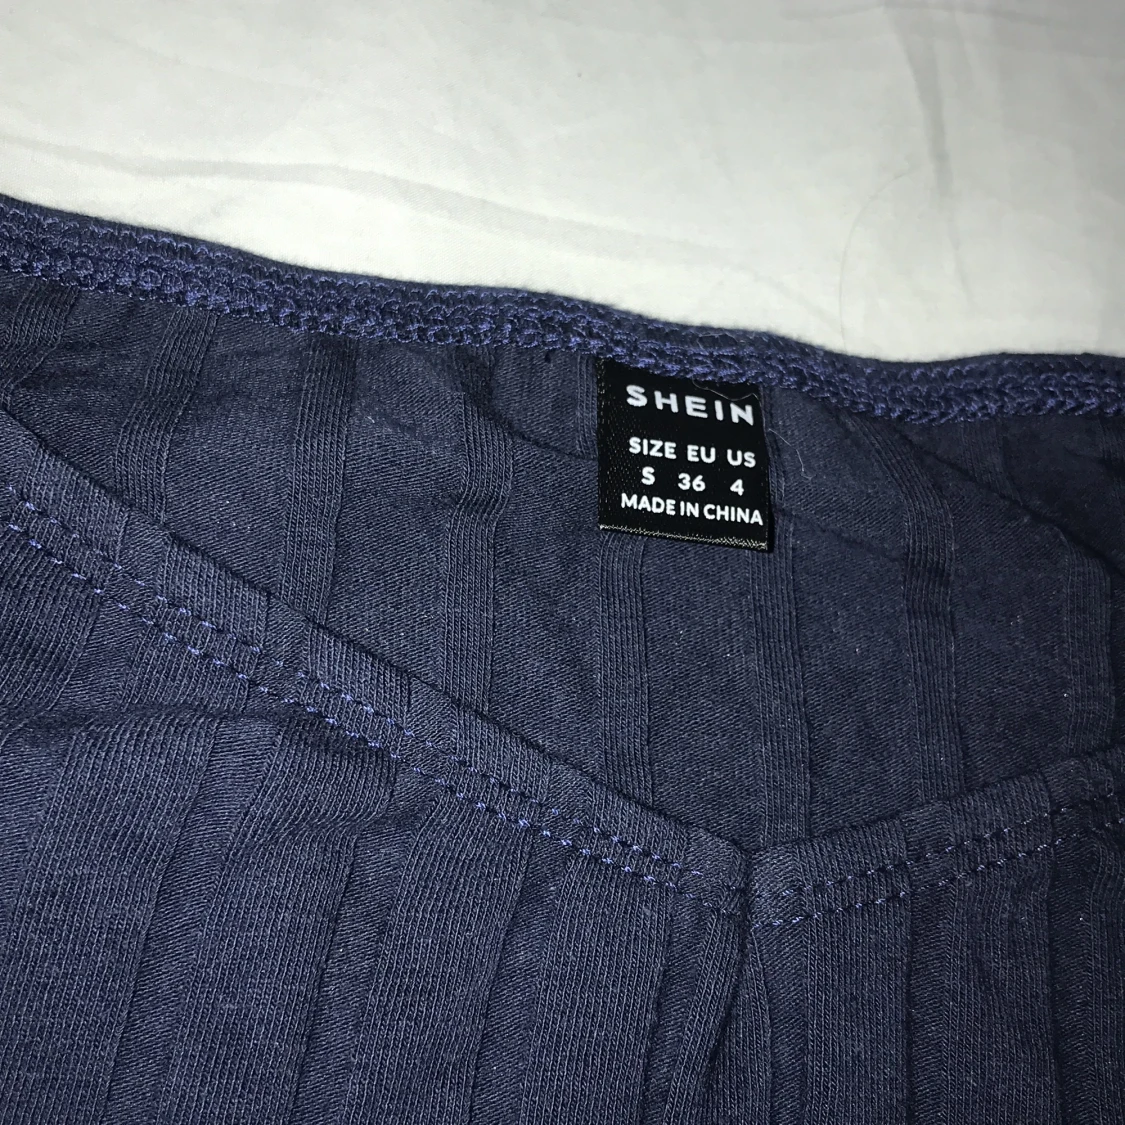 SHEIN
SIZE EU US
S 36 4
MADE IN CHINA